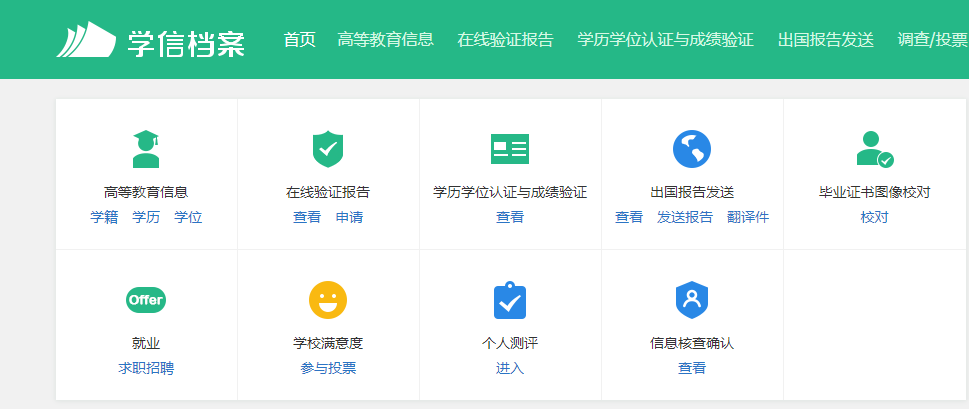 学信档案 首页 高等教育信息 在线验证报告 学历学位认证与成绩验证 出国报告发送 调查/投票
高等教育信息 在线验证报告 学历学位认证与成绩验证 出国报告发送 毕业证书图像校对
学籍 学历 学位 查看 申请 查看 查看 发送报告 翻译件 校对
Offer
就业 学校满意度 个人测评 信息核查确认
求职招聘 参与投票 进入 查看